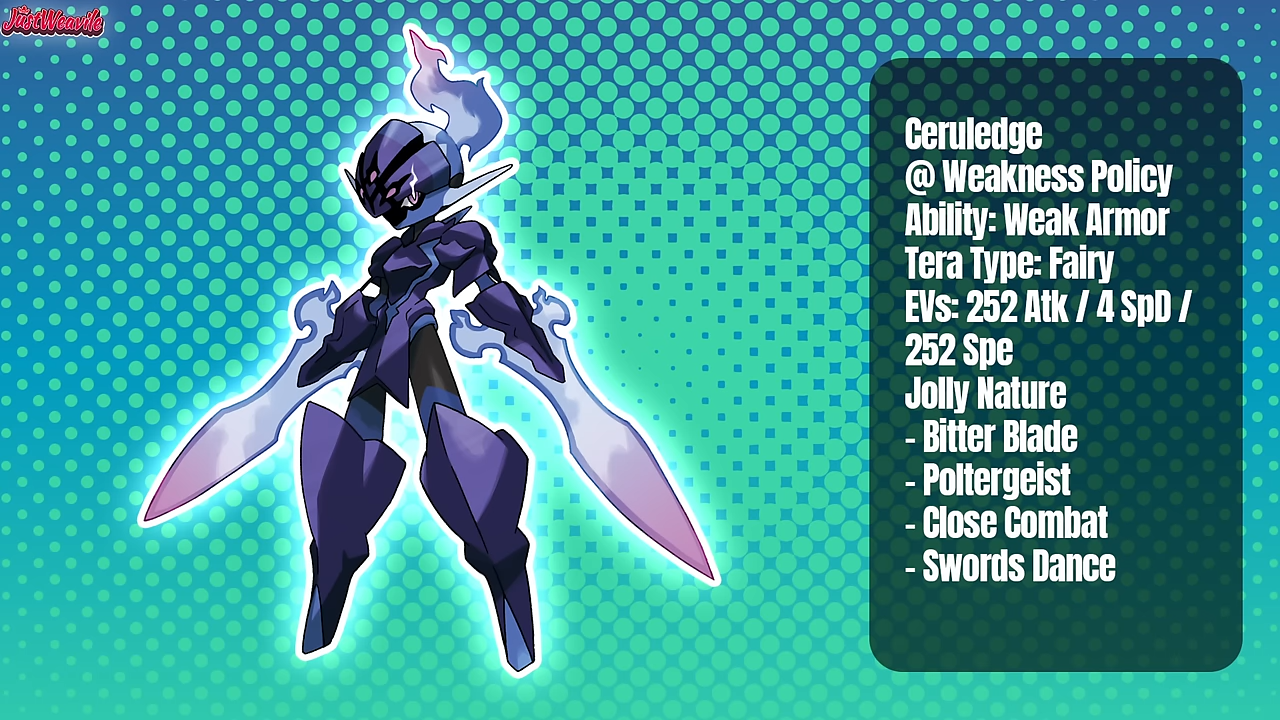 JustWeavile
Ceruledge
@ Weakness Policy
Ability: Weak Armor
Tera Type: Fairy
EVs: 252 Atk / 4 SpD /
252 Spe
Jolly Nature
- Bitter Blade
- Poltergeist
- Close Combat
- Swords Dance